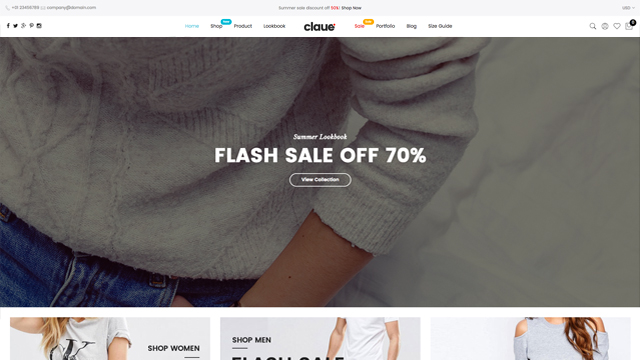 +01 23456789 company@domain.com
Summer sale discount off 50%! Shop Now
USD
Home Shop New Product Lookbook claue Sale Portfolio Blog Size Guide
0
Summer Lookbook
FLASH SALE OFF 70%
View Collection
SHOP WOMEN
SHOP MEN
FLASH SALE